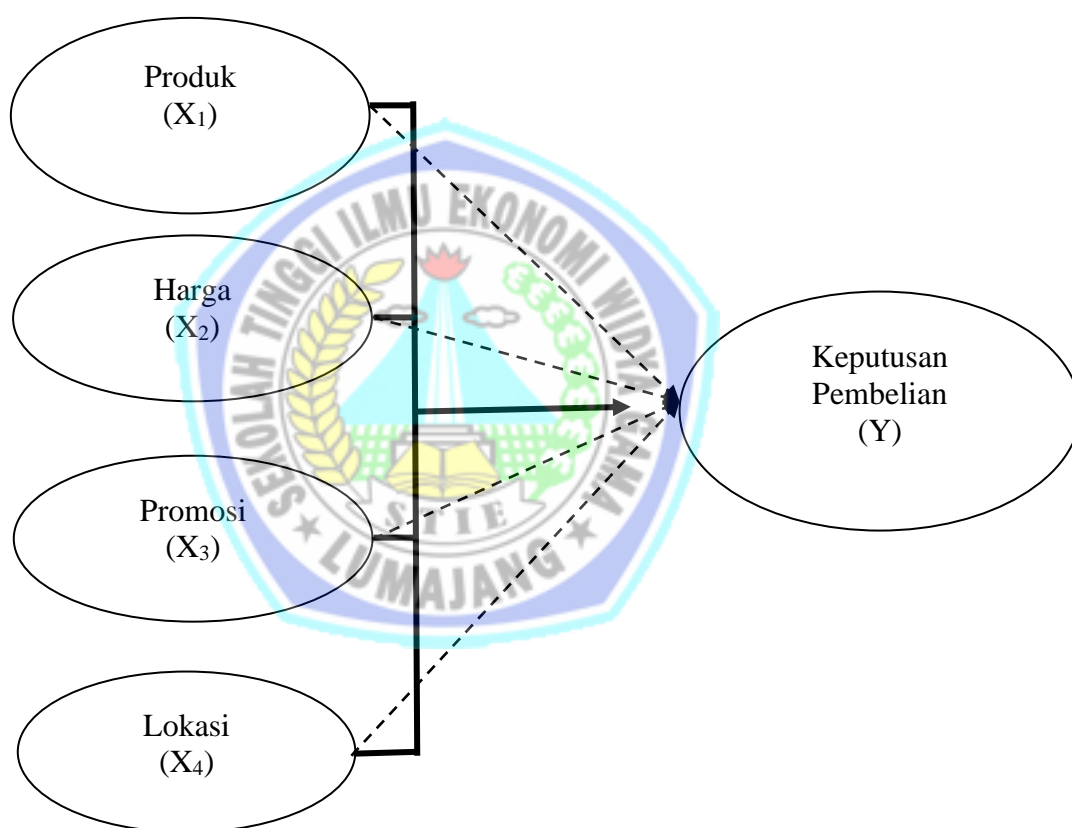 Produk
(X₁)
Harga
(X₂)
Promosi
(X₃)
Lokasi
(X₄)
Keputusan
Pembelian
(Y)
SEKOLAH TINGGI ILMU EKONOMI WIDYA GAMA
STIE
★ LUMAJANG ★